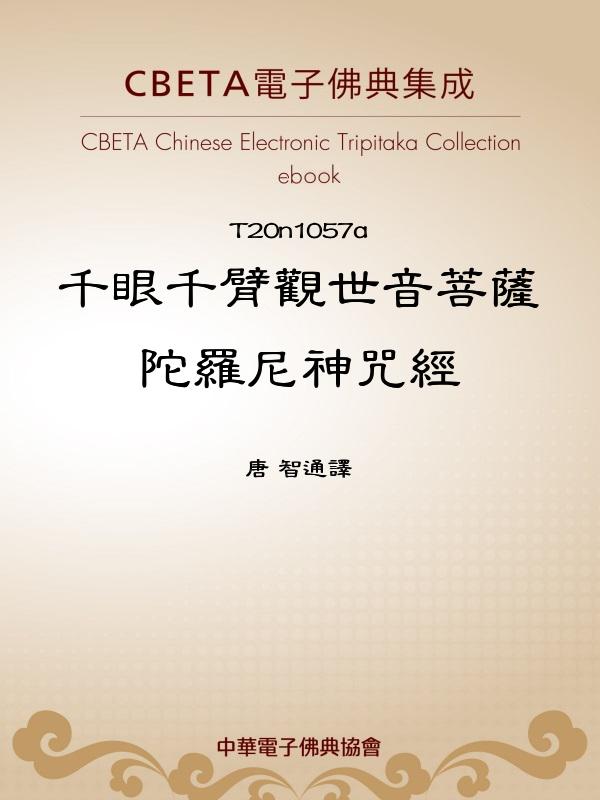 CBETA電子佛典集成
CBETA Chinese Electronic Tripitaka Collection
ebook
T20n1057a
千眼千臂觀世音菩薩
陀羅尼神咒經
唐 智通譯
中華電子佛典協會